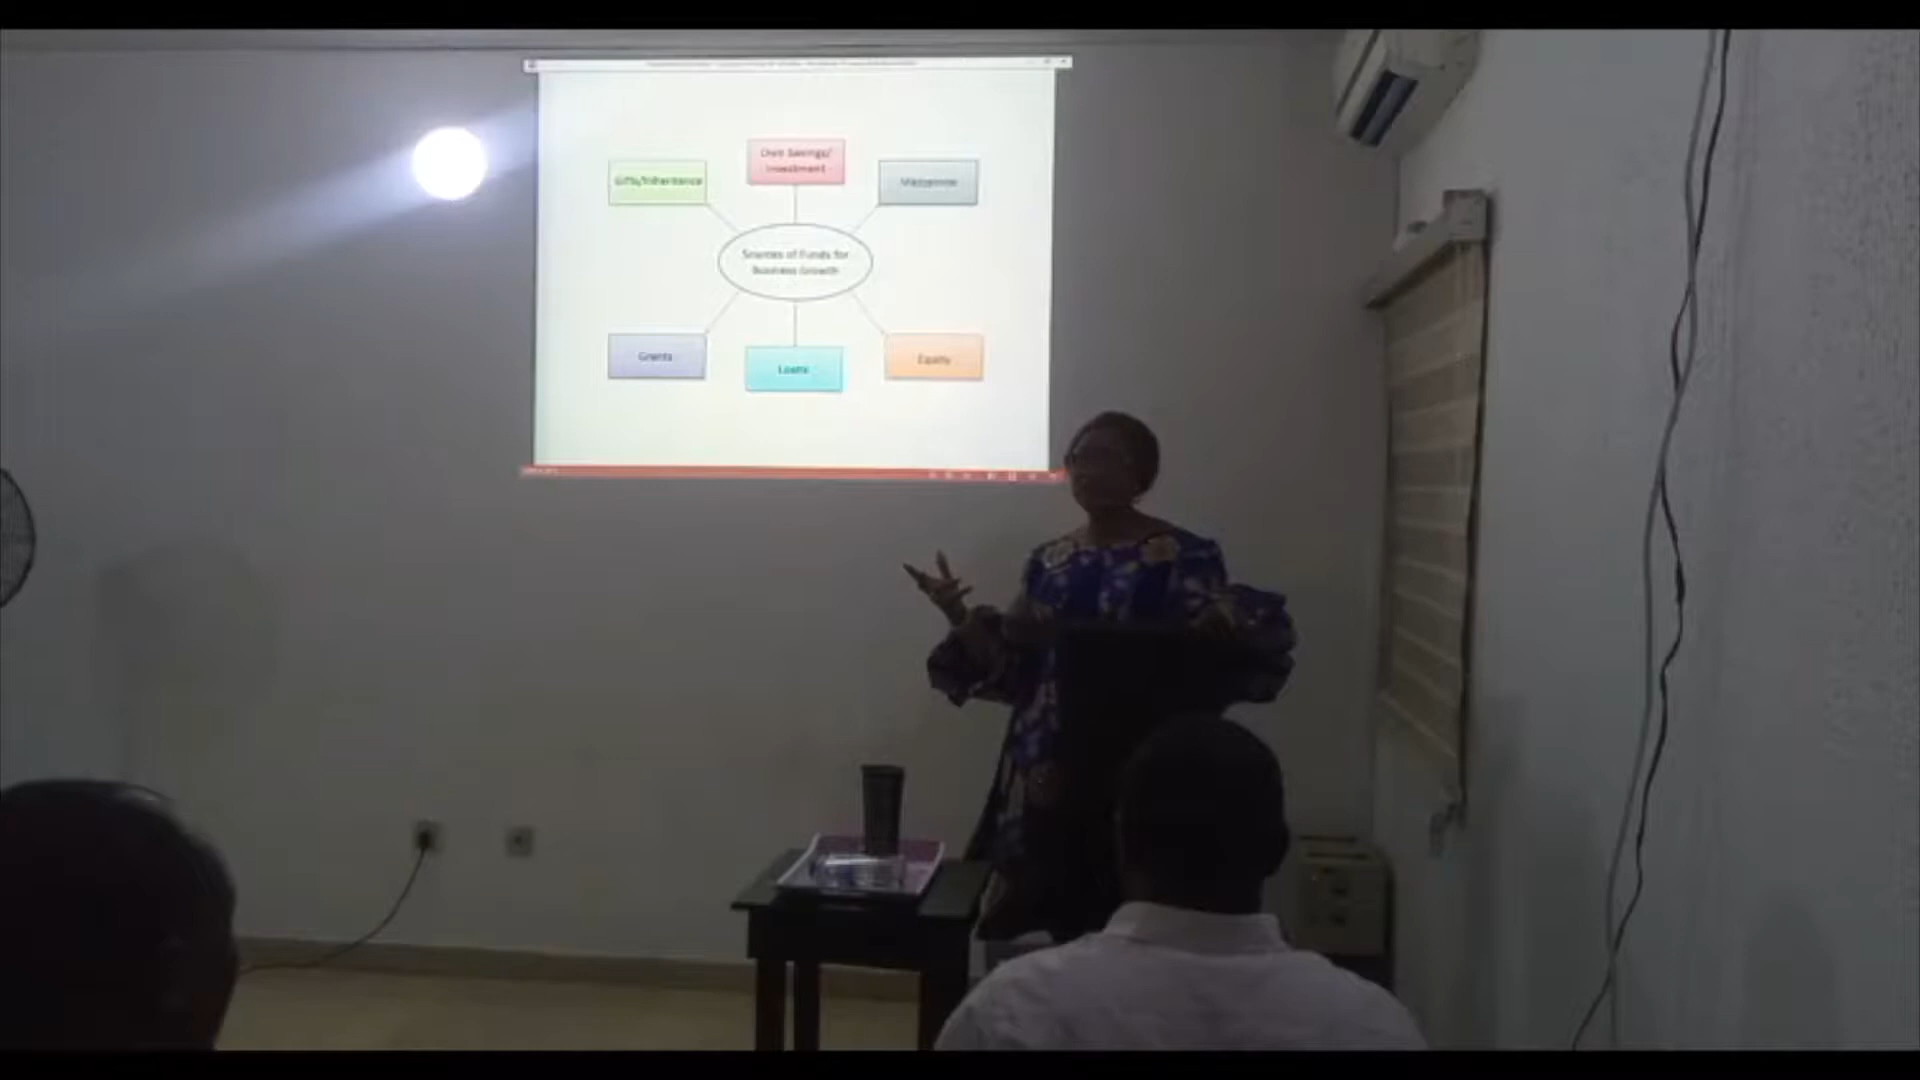 Own Savings/
Investment
Gifts/Inheritance
Mezzanine
Sources of Funds for
Business Growth
Grants
Loans
Equity